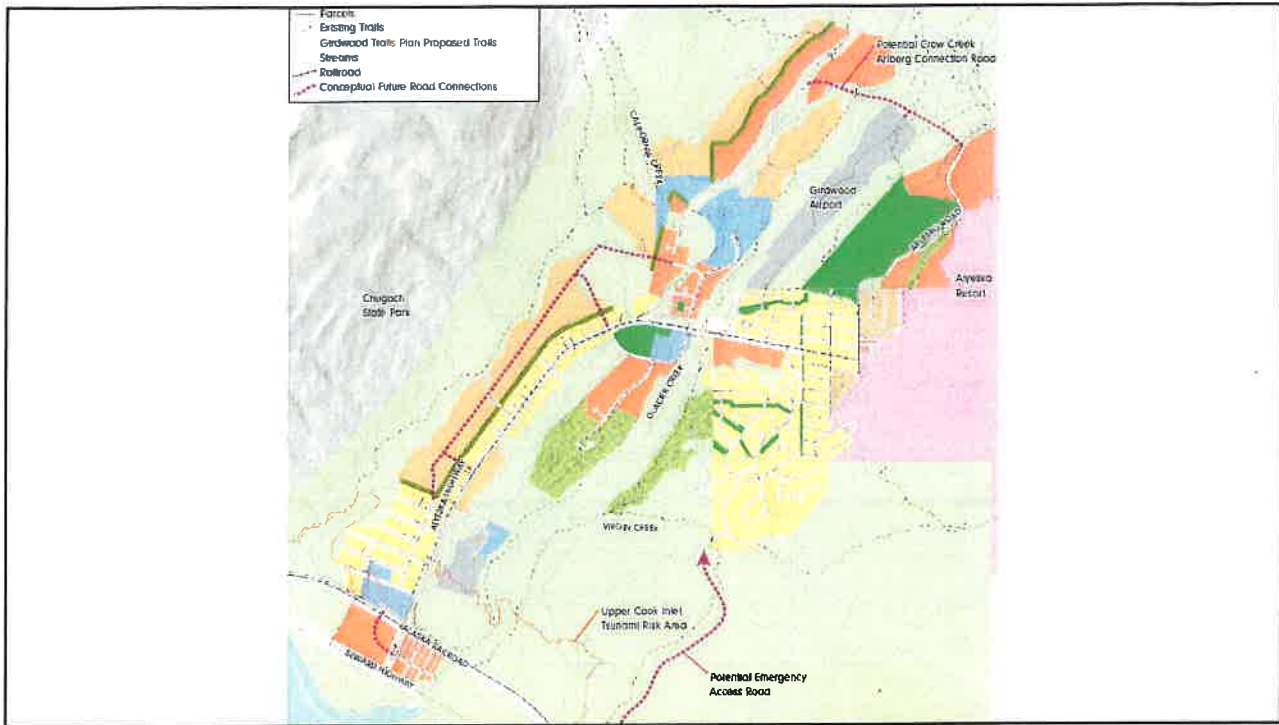 Parcels
Existing Trails
Girdwood Trails Plan Proposed Trails
Streams
Railroad
Conceptual Future Road Connections
Potential Crow Creek
Arlberg Connection Road
CALIFORNIA CREEK
Girdwood
Airport
ARLBERG ROAD
Alyeska
Resort
Chugach
State Park
GLACIER CREEK
ALYESKA HIGHWAY
VIRGIN CREEK
Upper Cook Inlet
Tsunami Risk Area
ALASKA RAILROAD
SEWARD HIGHWAY
Potential Emergency
Access Road